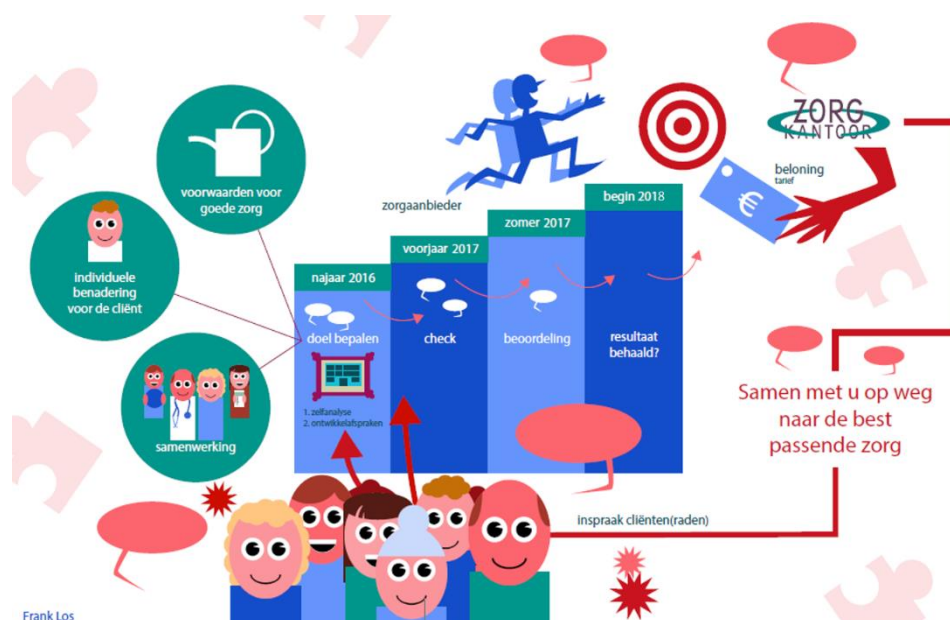 voorwaarden voor
goede zorg
individuele
benadering
voor de cliënt
samenwerking
zorgaanbieder
najaar 2016
doel bepalen
1. zelfanalyse
2. ontwikkelafspraken
voorjaar 2017
check
zomer 2017
beoordeling
begin 2018
resultaat
behaald?
ZORG
KANTOOR
beloning
tarief
€
Samen met u op weg
naar de best
passende zorg
inspraak cliënten(raden)
Frank Los